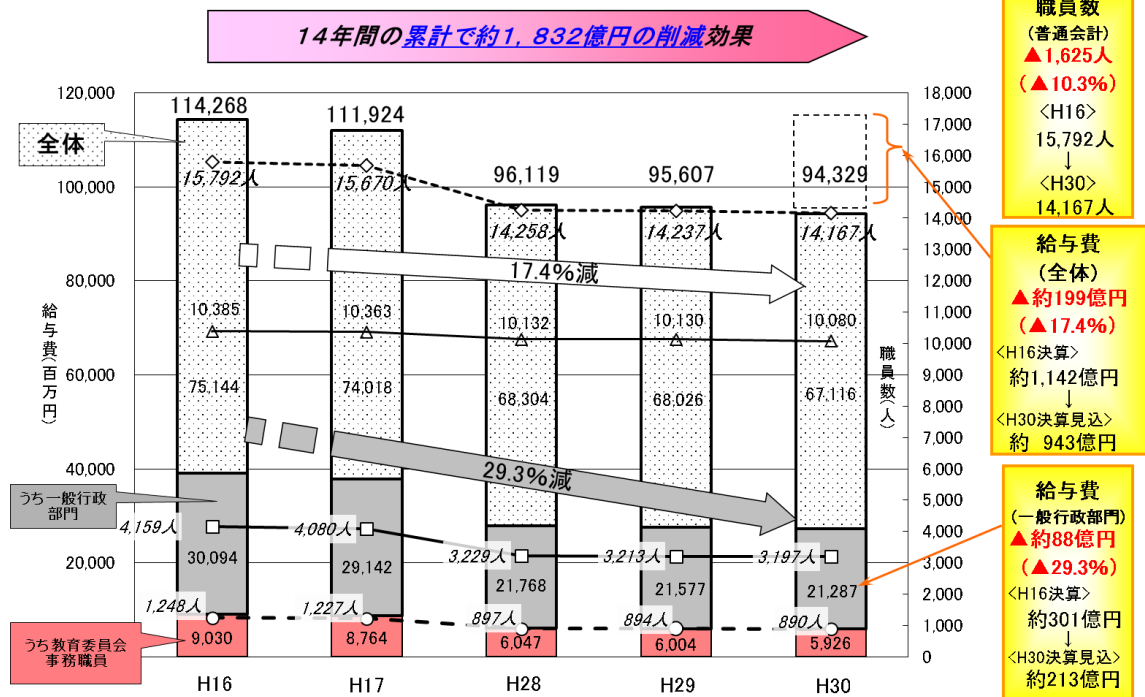 14年間の累計で約1,832億円の削減効果
職員数
(普通会計)
▲1,625人
(▲10.3%)
<H16>
15,792人
↓
<H30>
14,167人
給与費
(全体)
▲約199億円
(▲17.4%)
<H16決算>
約1,142億円
↓
<H30決算見込>
約 943億円
給与費
(一般行政部門)
▲約88億円
(▲29.3%)
<H16決算>
約301億円
↓
<H30決算見込>
約213億円
120,000
100,000
80,000
60,000
40,000
20,000
給与費(百万円)
18,000
17,000
16,000
15,000
14,000
13,000
12,000
11,000
10,000
9,000
8,000
7,000
6,000
5,000
4,000
3,000
2,000
1,000
0
職員数(人)
全体
うち一般行政
部門
うち教育委員会
事務職員
114,268
111,924
96,119
95,607
94,329
15,792人
15,670人
14,258人
14,237人
14,167人
17.4%減
10,385
10,363
10,132
10,130
10,080
75,144
74,018
68,304
68,026
67,116
29.3%減
4,159人
4,080人
3,229人
3,213人
3,197人
30,094
29,142
21,768
21,577
21,287
1,248人
1,227人
897人
894人
890人
9,030
8,764
6,047
6,004
5,926
H16
H17
H28
H29
H30